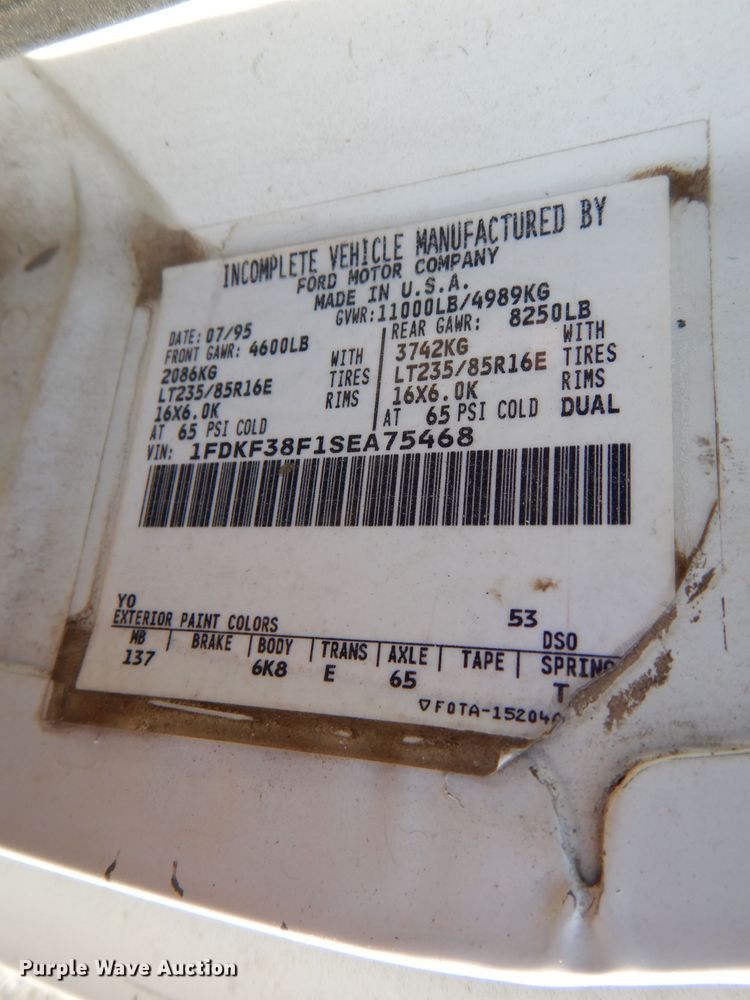 INCOMPLETE VEHICLE MANUFACTURED BY
FORD MOTOR COMPANY
MADE IN U.S.A.
DATE: 07/95 GVWR:11000LB/4989KG
FRONT GAWR: 4600LB REAR GAWR: 8250LB
2086KG WITH 3742KG WITH
LT235/85R16E TIRES LT235/85R16E TIRES
16X6.0K RIMS 16X6.0K RIMS
AT 65 PSI COLD AT 65 PSI COLD DUAL
VIN: 1FDKF38F1SEA75468
YO 53
EXTERIOR PAINT COLORS DSO
WB | BRAKE | BODY | TRANS | AXLE | TAPE | SPRING
137 6K8 E 65 T
F0TA-15204
Purple Wave Auction